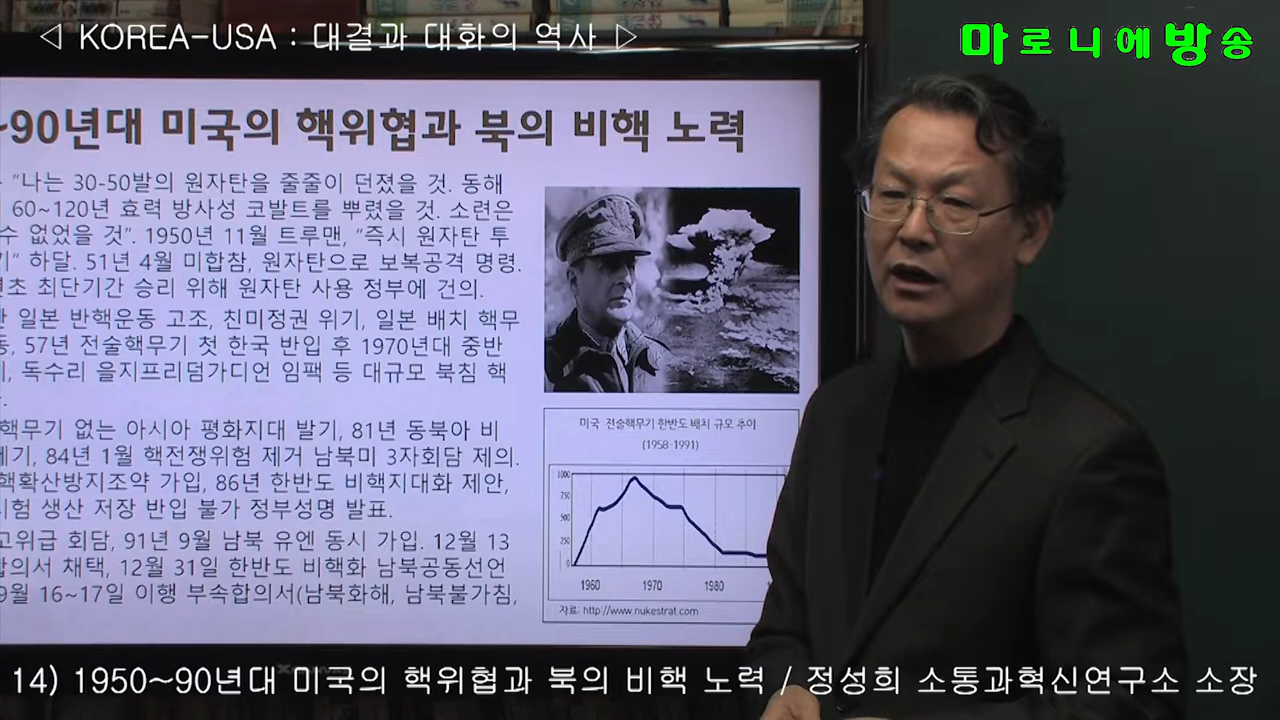 ◁ KOREA-USA : 대결과 대화의 역사 ▷
마로니에방송
~90년대 미국의 핵위협과 북의 비핵 노력
"나는 30-50발의 원자탄을 줄줄이 던졌을 것. 동해
60~120년 효력 방사성 코발트를 뿌렸을 것. 소련은
수 없었을 것". 1950년 11월 트루먼, "즉시 원자탄 투
하달. 51년 4월 미합참, 원자탄으로 보복공격 명령.
초 최단기간 승리 위해 원자탄 사용 정부에 건의.
일본 반핵운동 고조, 친미정권 위기, 일본 배치 핵무
57년 전술핵무기 첫 한국 반입 후 1970년대 중반
독수리 을지프리덤가디언 임팩 등 대규모 북침 핵
핵무기 없는 아시아 평화지대 발기, 81년 동북아 비
84년 1월 핵전쟁위험 제거 남북미 3자회담 제의.
핵확산방지조약 가입, 86년 한반도 비핵지대화 제안,
시험 생산 저장 반입 불가 정부성명 발표.
고위급 회담, 91년 9월 남북 유엔 동시 가입. 12월 13
합의서 채택, 12월 31일 한반도 비핵화 남북공동선언
9월 16~17일 이행 부속합의서(남북화해, 남북불가침,
미국 전술핵무기 한반도 배치 규모 추이
(1958-1991)
1000
750
500
250
0
1960 1970 1980
자료: http://www.nukestrat.com
14) 1950~90년대 미국의 핵위협과 북의 비핵 노력 / 정성희 소통과혁신연구소 소장